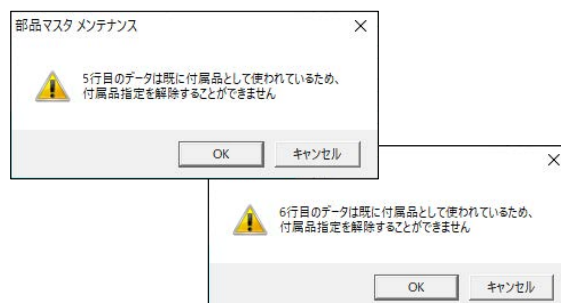 部品マスタ メンテナンス
5行目のデータは既に付属品として使われているため、
付属品指定を解除することができません
OK
キャンセル
6行目のデータは既に付属品として使われているため、
付属品指定を解除することができません
OK
キャンセル